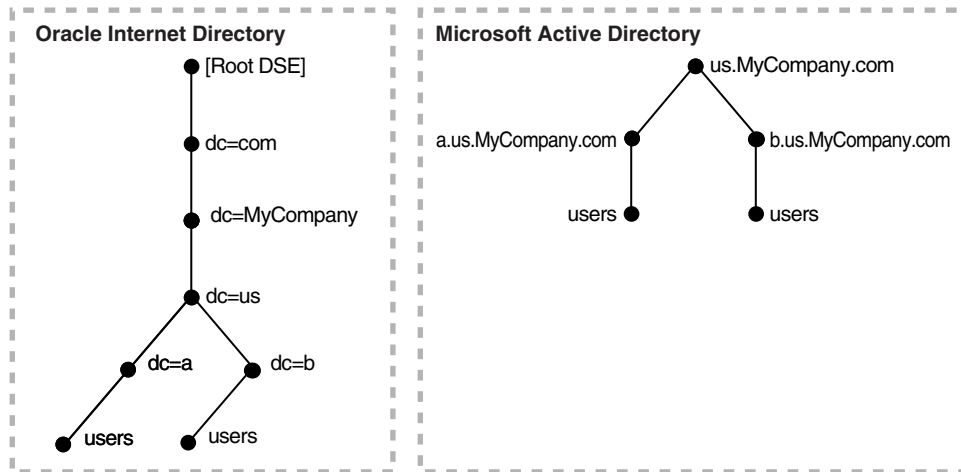 Oracle Internet Directory
[Root DSE]
dc=com
dc=MyCompany
dc=us
dc=a
dc=b
users
users
Microsoft Active Directory
us.MyCompany.com
a.us.MyCompany.com
b.us.MyCompany.com
users
users